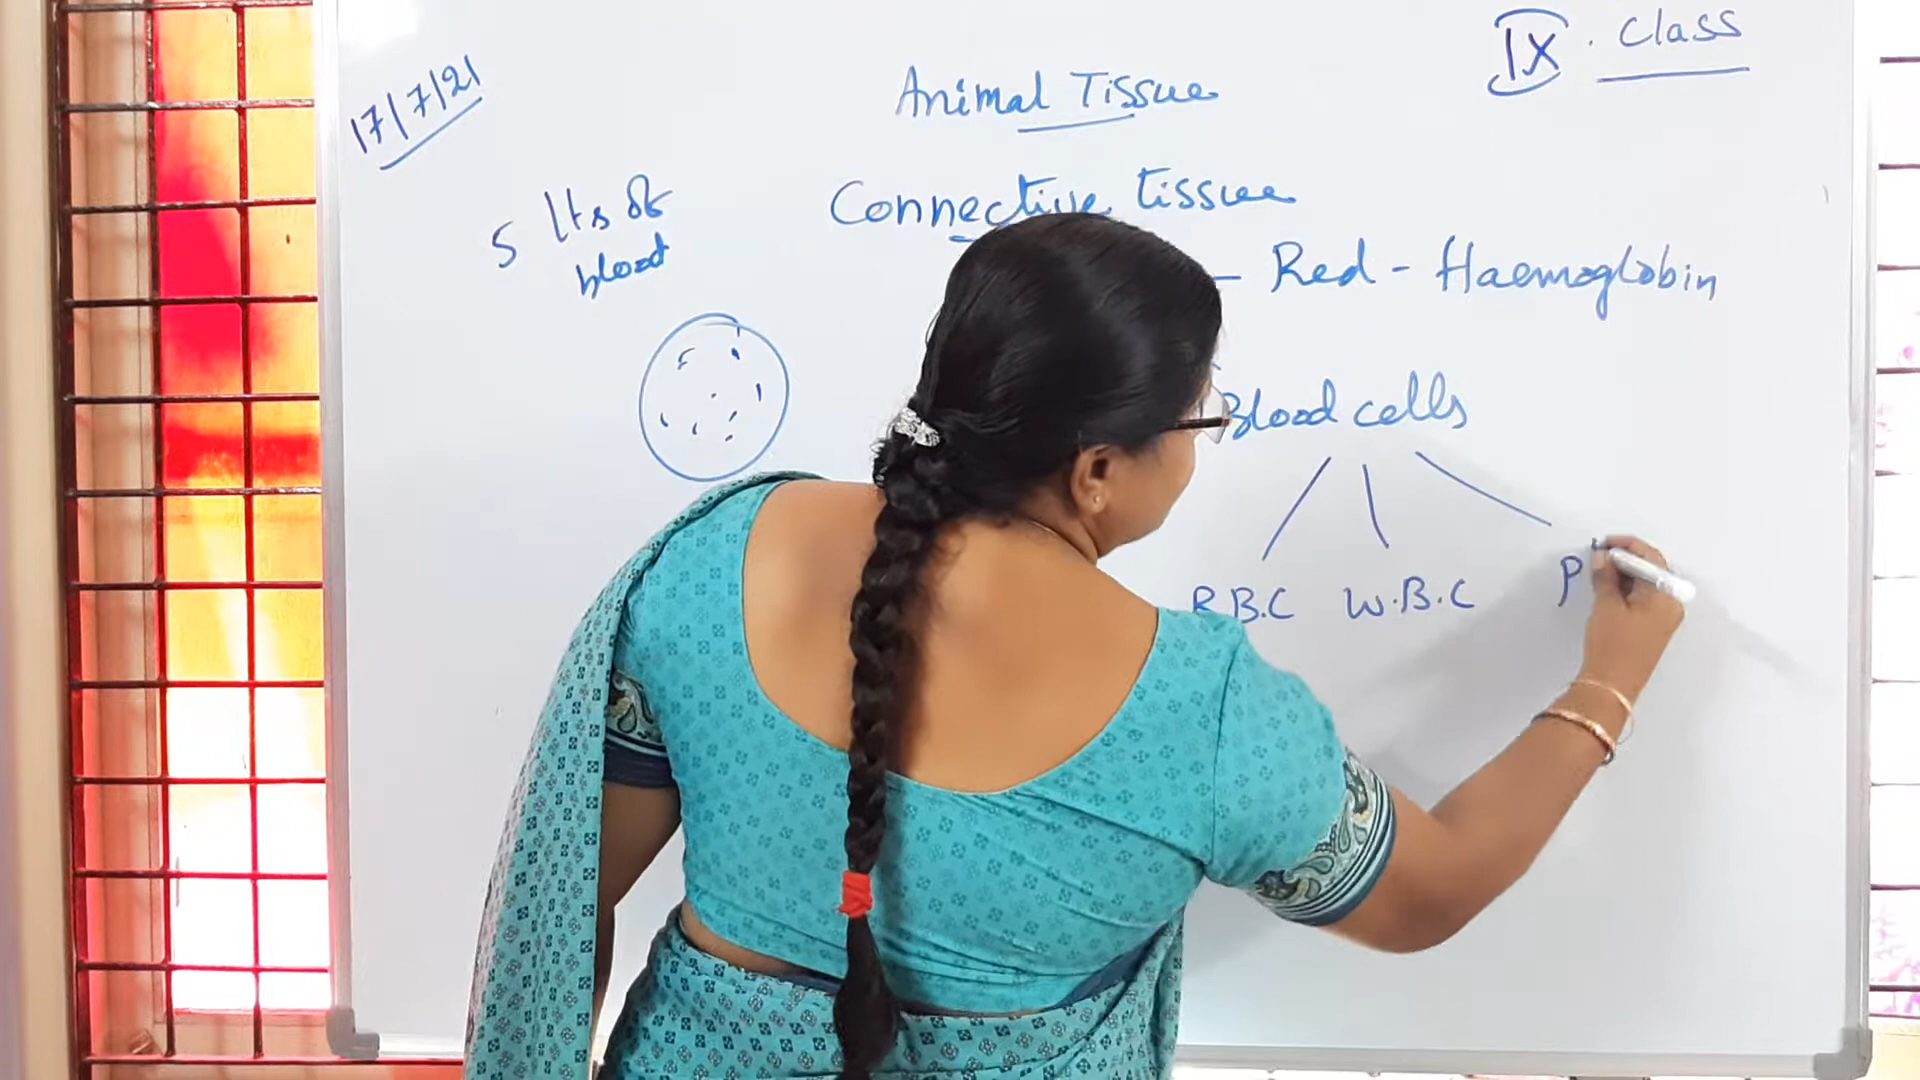 17/7/21
IX. Class
Animal Tissue
Connective tissue
5 lts of
blood
- Red - Haemoglobin
Blood cells
R.B.C W.B.C P